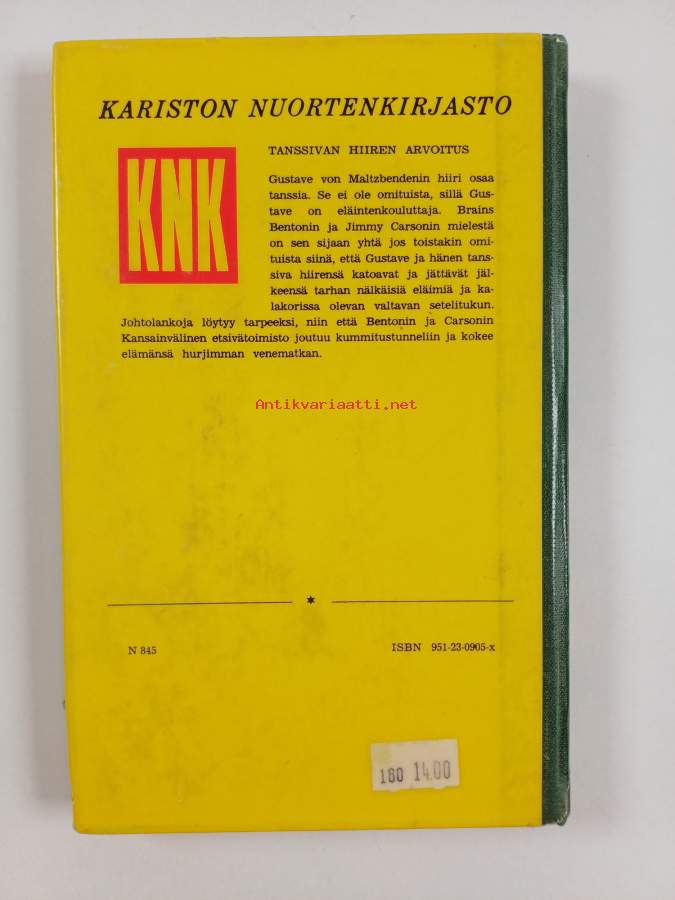 KARISTON NUORTENKIRJASTO
KNK
TANSSIVAN HIIREN ARVOITUS
Gustave von Maltzbendenin hiiri osaa
tanssia. Se ei ole omituista, sillä Gus-
tave on eläintenkouluttaja. Brains
Bentonin ja Jimmy Carsonin mielestä
on sen sijaan yhtä jos toistakin omi-
tuista siinä, että Gustave ja hänen tans-
siva hiirensä katoavat ja jättävät jäl-
keensä tarhan nälkäisiä eläimiä ja ka-
lakorissa olevan valtavan setelitukun.
Johtolankoja löytyy tarpeeksi, niin että Bentonin ja Carsonin
Kansainvälinen etsivätoimisto joutuu kummitustunneliin ja kokee
elämänsä hurjimman venematkan.
Antikvariaatti.net
N 845
ISBN 951-23-0905-x
160 14.00